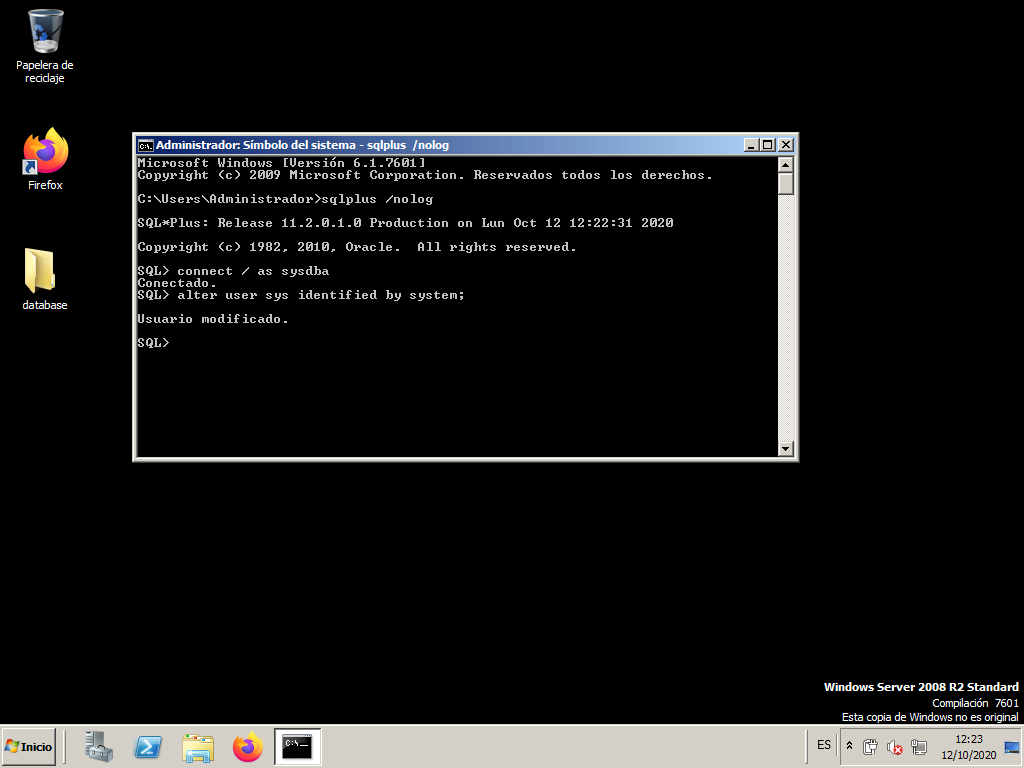 Papelera de
reciclaje
Firefox
database
Administrador: Símbolo del sistema - sqlplus /nolog
Microsoft Windows [Versión 6.1.7601]
Copyright (c) 2009 Microsoft Corporation. Reservados todos los derechos.
C:\Users\Administrador>sqlplus /nolog
SQL*Plus: Release 11.2.0.1.0 Production on Lun Oct 12 12:22:31 2020
Copyright (c) 1982, 2010, Oracle.  All rights reserved.
SQL> connect / as sysdba
Conectado.
SQL> alter user sys identified by system;
Usuario modificado.
SQL>
Windows Server 2008 R2 Standard
Compilación 7601
Esta copia de Windows no es original
Inicio
C:\
ES
12:23
12/10/2020